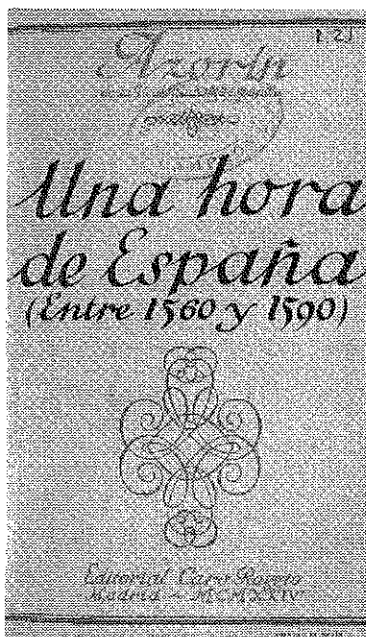 Azorín
Una hora
de España
(Entre 1560 y 1590)
Editorial Caro Raggio
Madrid ~ MCMXXIV